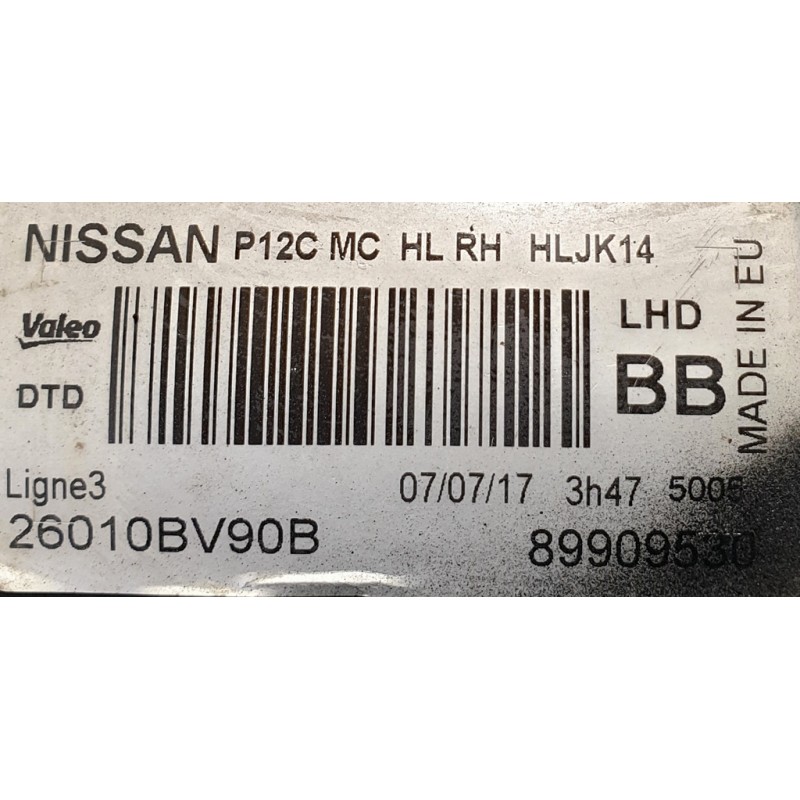 NISSAN P12C MC HL RH HLJK14
Valeo
LHD
DTD
BB
MADE IN EU
Ligne3 07/07/17 3h47
26010BV90B 89909530